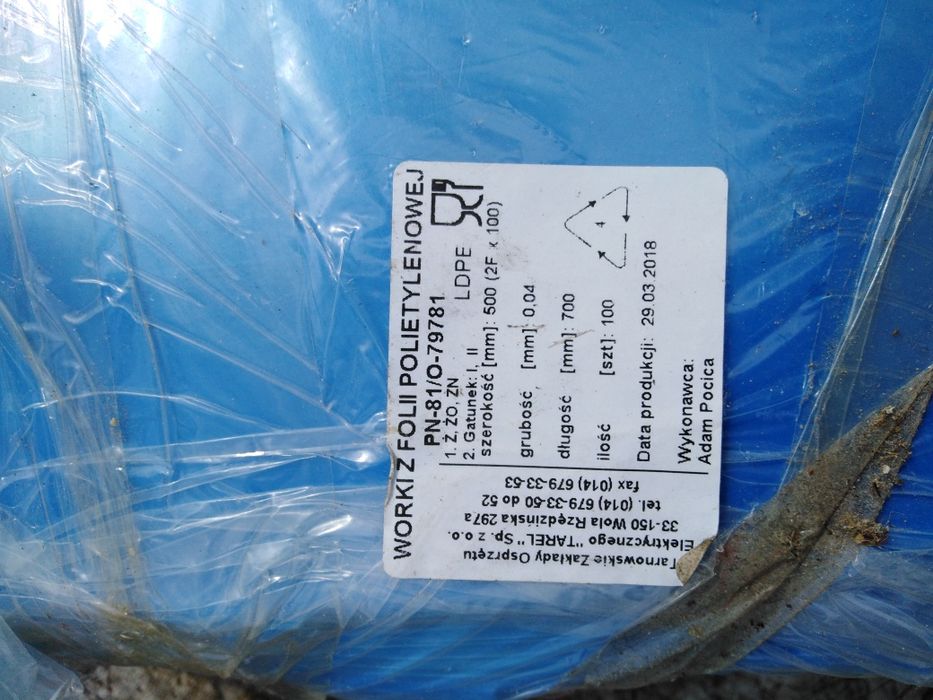 WORKI Z FOLII POLIETYLENOWEJ
PN-81/O-79781
1. Ż, ZO, ZN
2. Gatunek: I, II
LDPE
szerokość [mm]: 500 (2F x 100)
grubość [mm]: 0,04
długość [mm]: 700
ilość [szt]: 100
4
Data produkcji: 29.03 2018
Wykonawca:
Adam Pocica
Tarnowskie Zakłady Osprzętu
Elektrycznego "TAREL" Sp. z o.o.
33-150 Wola Rzędzińska 297a
tel. (014) 679-33-50 do 52
fax (014) 679-33-53